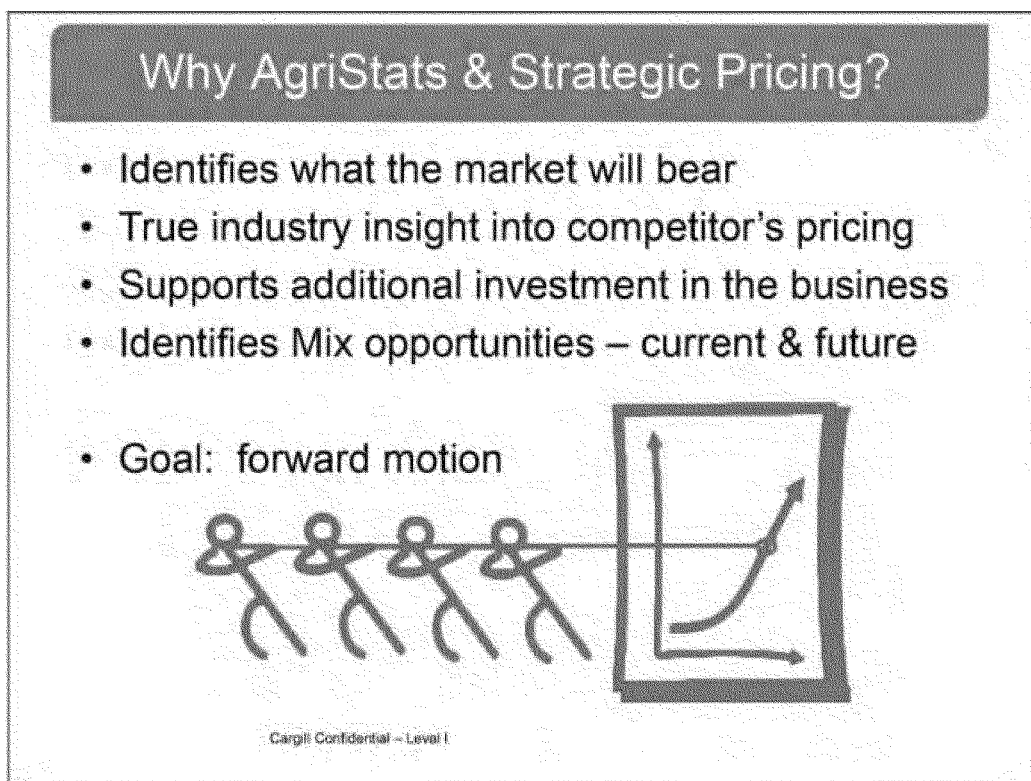 Why AgriStats & Strategic Pricing?
• Identifies what the market will bear
• True industry insight into competitor's pricing
• Supports additional investment in the business
• Identifies Mix opportunities – current & future
• Goal: forward motion
Cargill Confidential – Level I